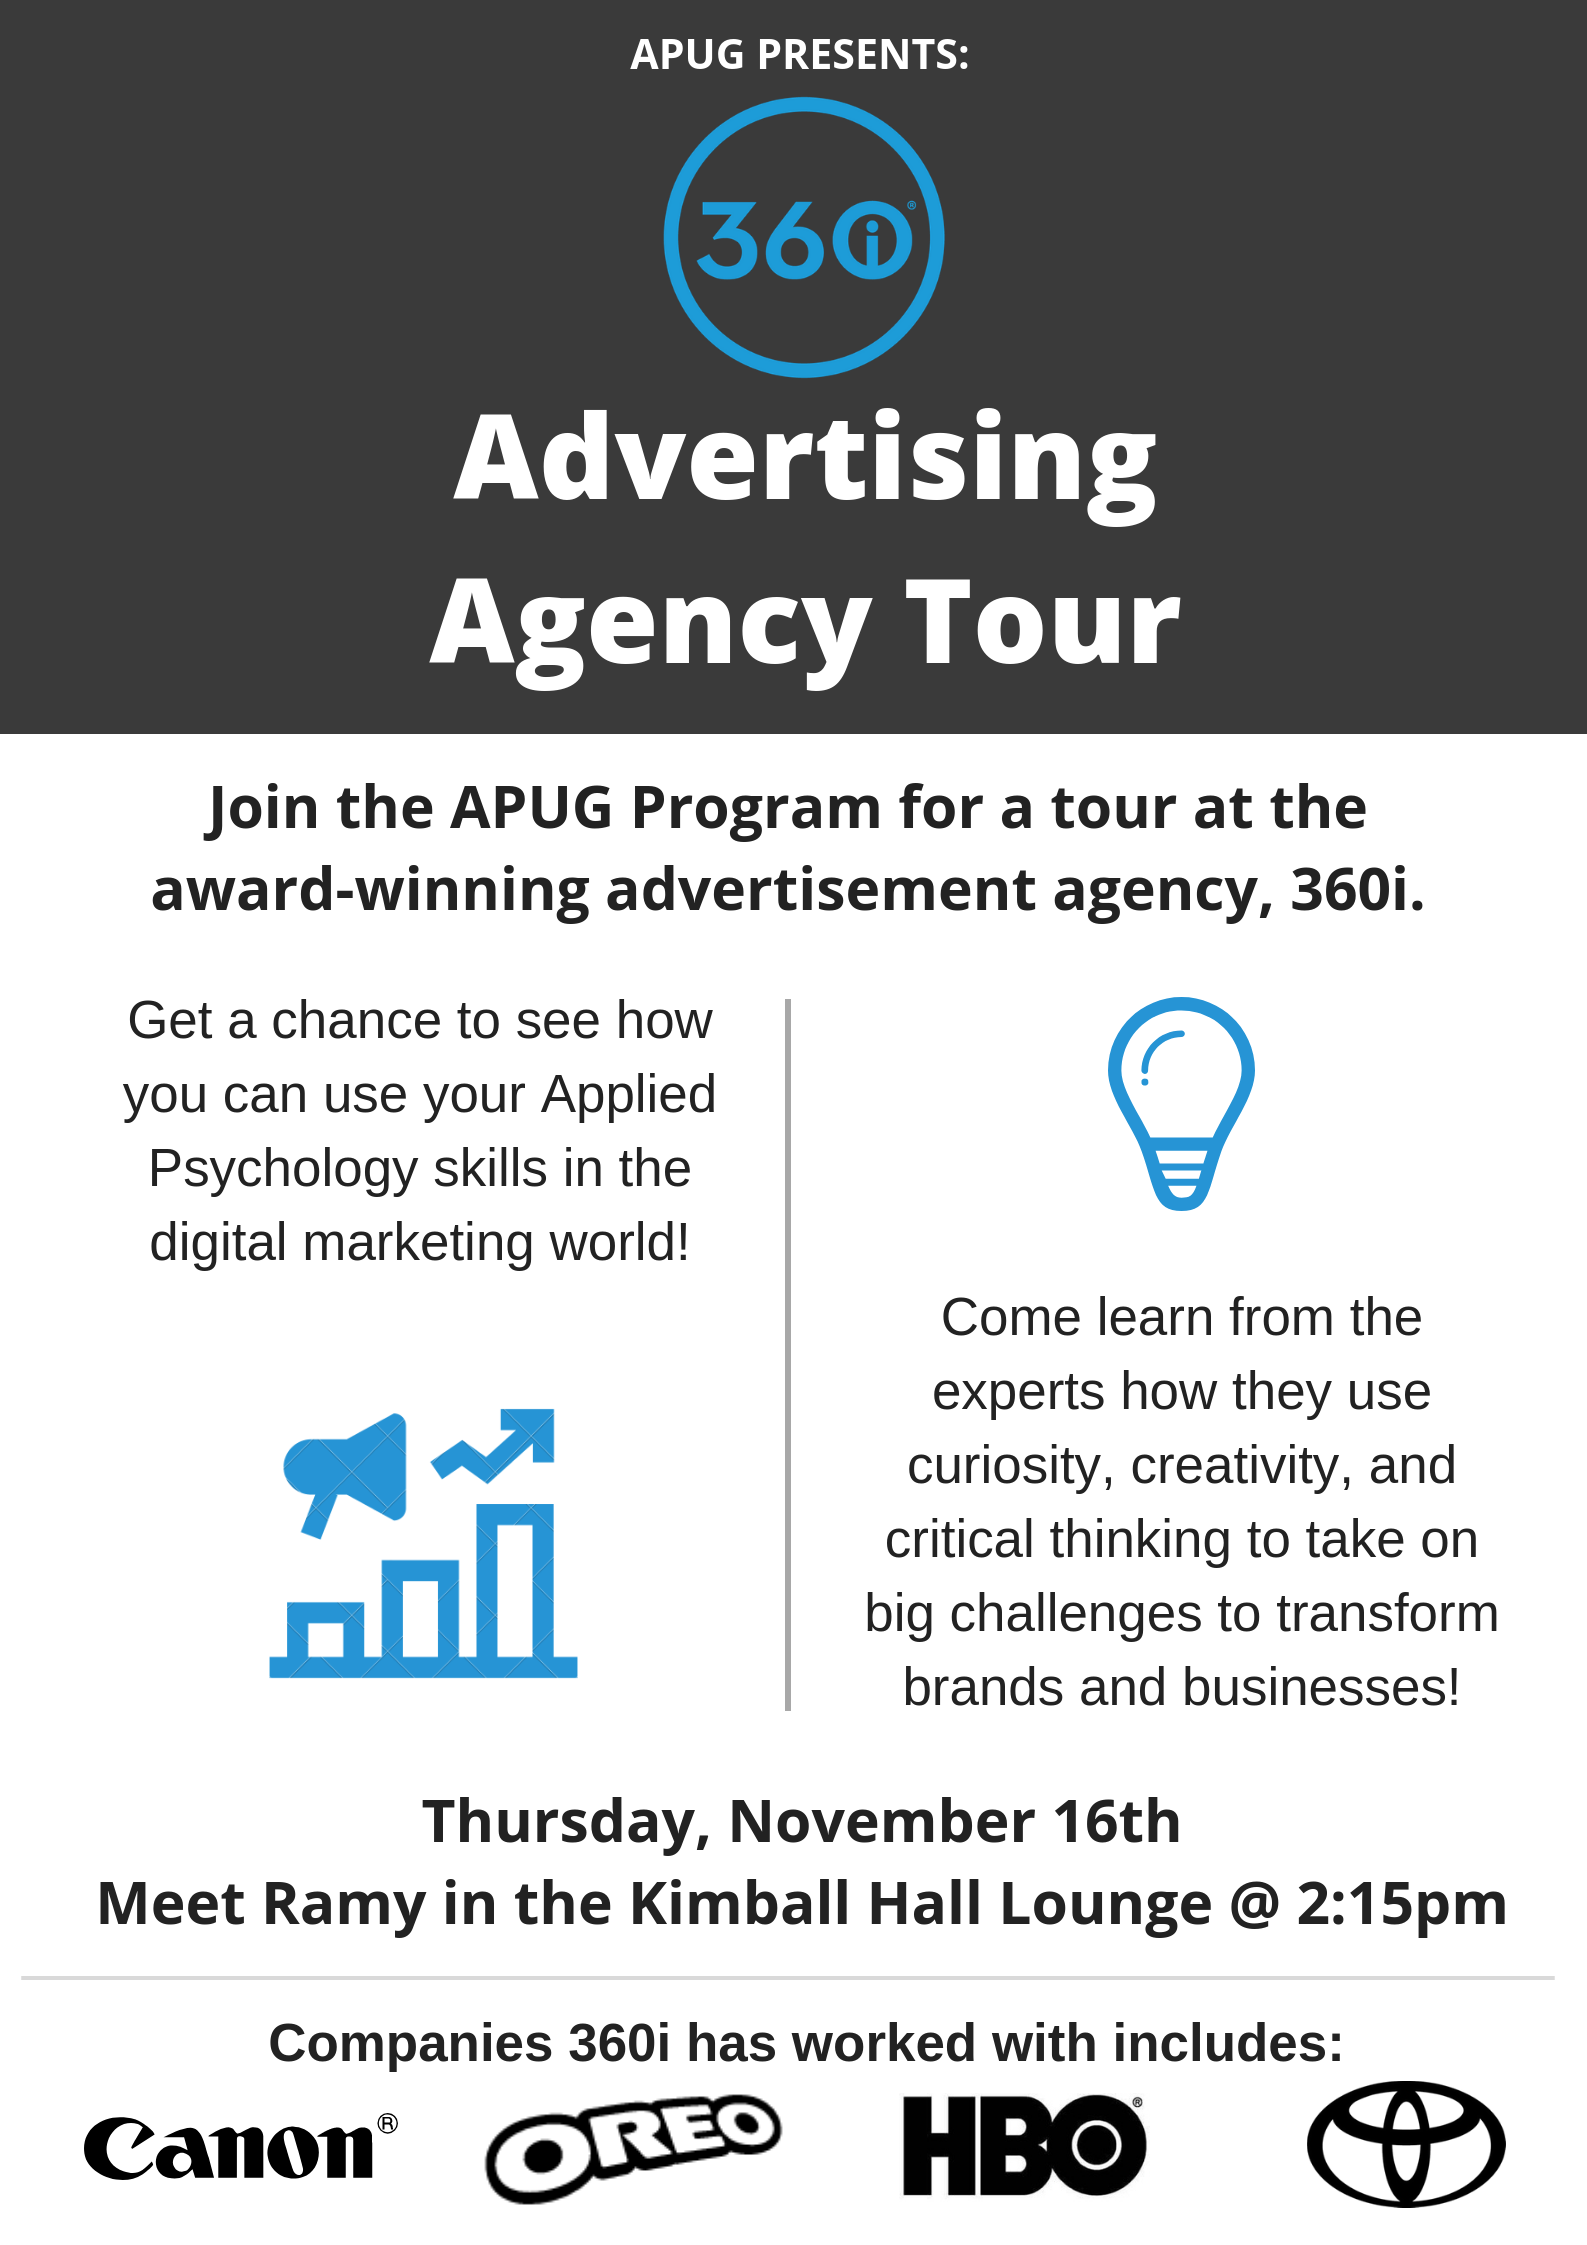 APUG PRESENTS:
360i®
Advertising
Agency Tour
Join the APUG Program for a tour at the
award-winning advertisement agency, 360i.
Get a chance to see how
you can use your Applied
Psychology skills in the
digital marketing world!
Come learn from the
experts how they use
curiosity, creativity, and
critical thinking to take on
big challenges to transform
brands and businesses!
Thursday, November 16th
Meet Ramy in the Kimball Hall Lounge @ 2:15pm
Companies 360i has worked with includes:
Canon® OREO HBO®